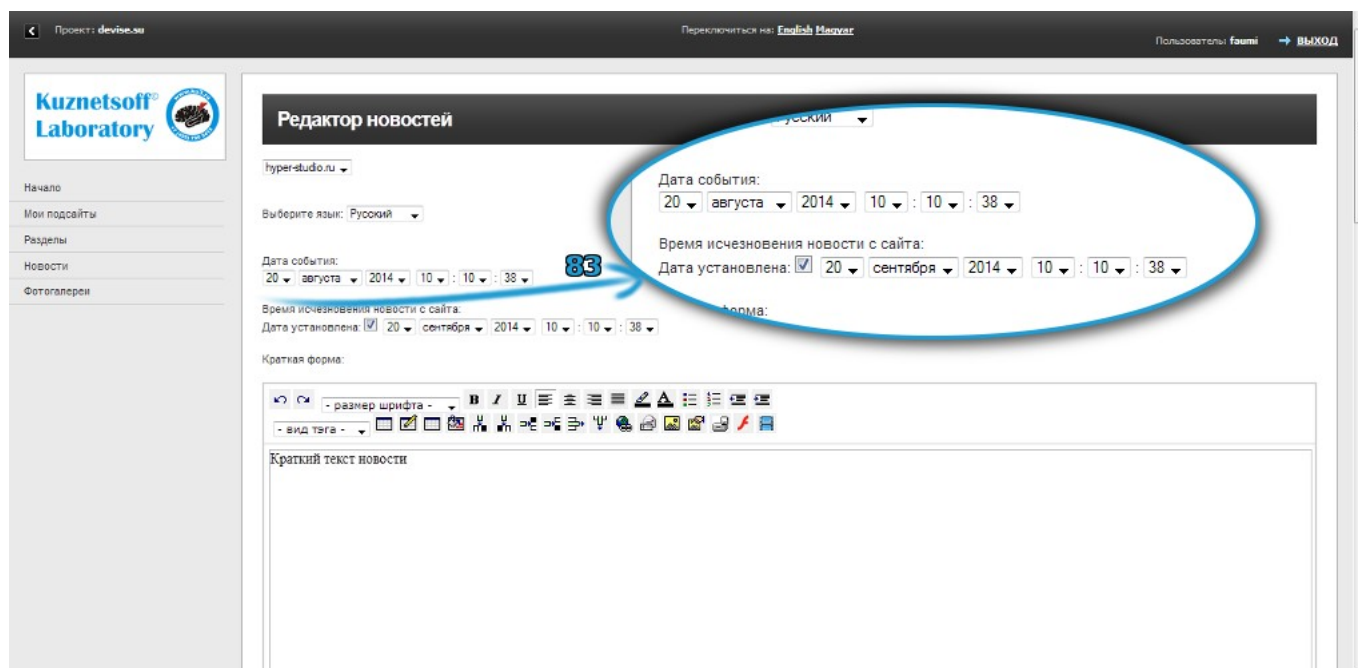 Проект: devise.su
Переключиться на: English Magyar
Пользователь: faumi
ВЫХОД
Kuznetsoff©
Laboratory
Начало
Мои подсайты
Разделы
Новости
Фотогалереи
Редактор новостей
hyper-studio.ru
Выберите язык: Русский
Дата события:
20 августа 2014 10 : 10 : 38
Время исчезновения новости с сайта:
Дата установлена: 20 сентября 2014 10 : 10 : 38
Краткая форма:
83
Дата события:
20 августа 2014 10 : 10 : 38
Время исчезновения новости с сайта:
Дата установлена: 20 сентября 2014 10 : 10 : 38
форма:
- размер шрифта - B I U A
- вид тэга -
Краткий текст новости